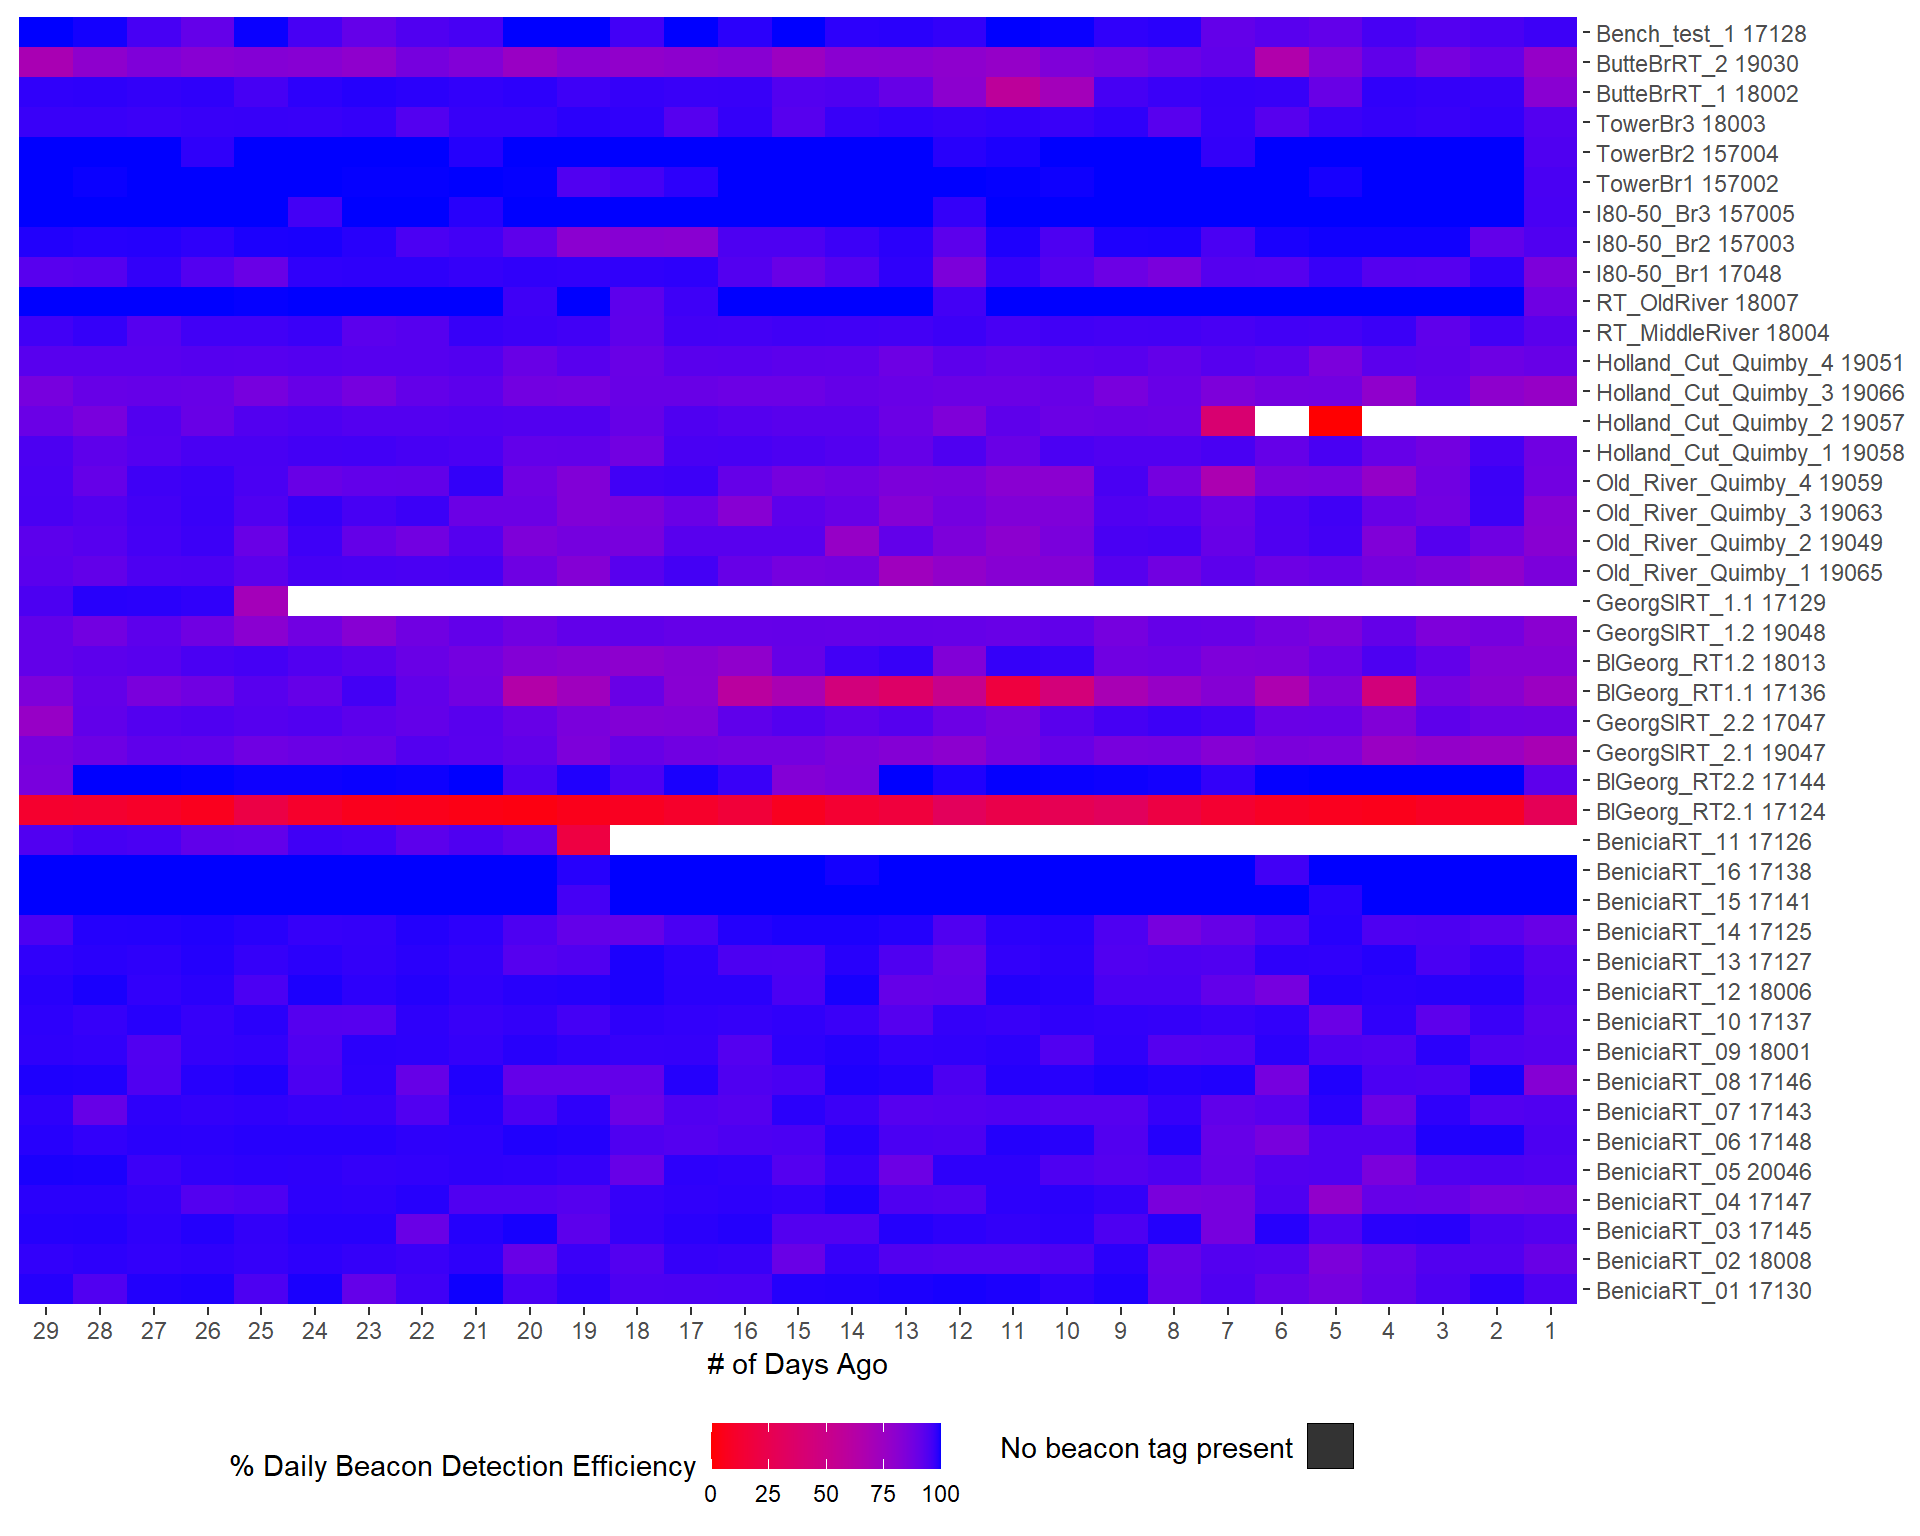 Bench_test_1 17128
ButteBrRT_2 19030
ButteBrRT_1 18002
TowerBr3 18003
TowerBr2 157004
TowerBr1 157002
I80-50_Br3 157005
I80-50_Br2 157003
I80-50_Br1 17048
RT_OldRiver 18007
RT_MiddleRiver 18004
Holland_Cut_Quimby_4 19051
Holland_Cut_Quimby_3 19066
Holland_Cut_Quimby_2 19057
Holland_Cut_Quimby_1 19058
Old_River_Quimby_4 19059
Old_River_Quimby_3 19063
Old_River_Quimby_2 19049
Old_River_Quimby_1 19065
GeorgSlRT_1.1 17129
GeorgSlRT_1.2 19048
BlGeorg_RT1.2 18013
BlGeorg_RT1.1 17136
GeorgSlRT_2.2 17047
GeorgSlRT_2.1 19047
BlGeorg_RT2.2 17144
BlGeorg_RT2.1 17124
BeniciaRT_11 17126
BeniciaRT_16 17138
BeniciaRT_15 17141
BeniciaRT_14 17125
BeniciaRT_13 17127
BeniciaRT_12 18006
BeniciaRT_10 17137
BeniciaRT_09 18001
BeniciaRT_08 17146
BeniciaRT_07 17143
BeniciaRT_06 17148
BeniciaRT_05 20046
BeniciaRT_04 17147
BeniciaRT_03 17145
BeniciaRT_02 18008
BeniciaRT_01 17130
29 28 27 26 25 24 23 22 21 20 19 18 17 16 15 14 13 12 11 10 9 8 7 6 5 4 3 2 1
# of Days Ago
% Daily Beacon Detection Efficiency
0 25 50 75 100
No beacon tag present